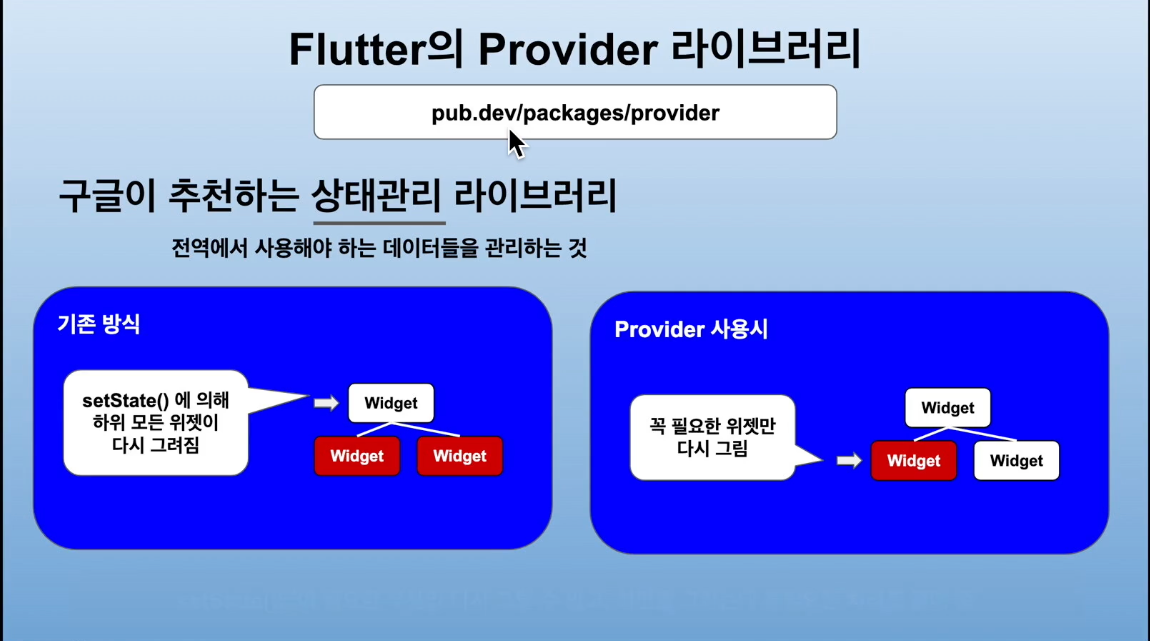 Flutter의 Provider 라이브러리
pub.dev/packages/provider
구글이 추천하는 상태관리 라이브러리
전역에서 사용해야 하는 데이터들을 관리하는 것
기존 방식
setState() 에 의해
하위 모든 위젯이
다시 그려짐
Widget
Widget
Widget
Provider 사용시
꼭 필요한 위젯만
다시 그림
Widget
Widget
Widget